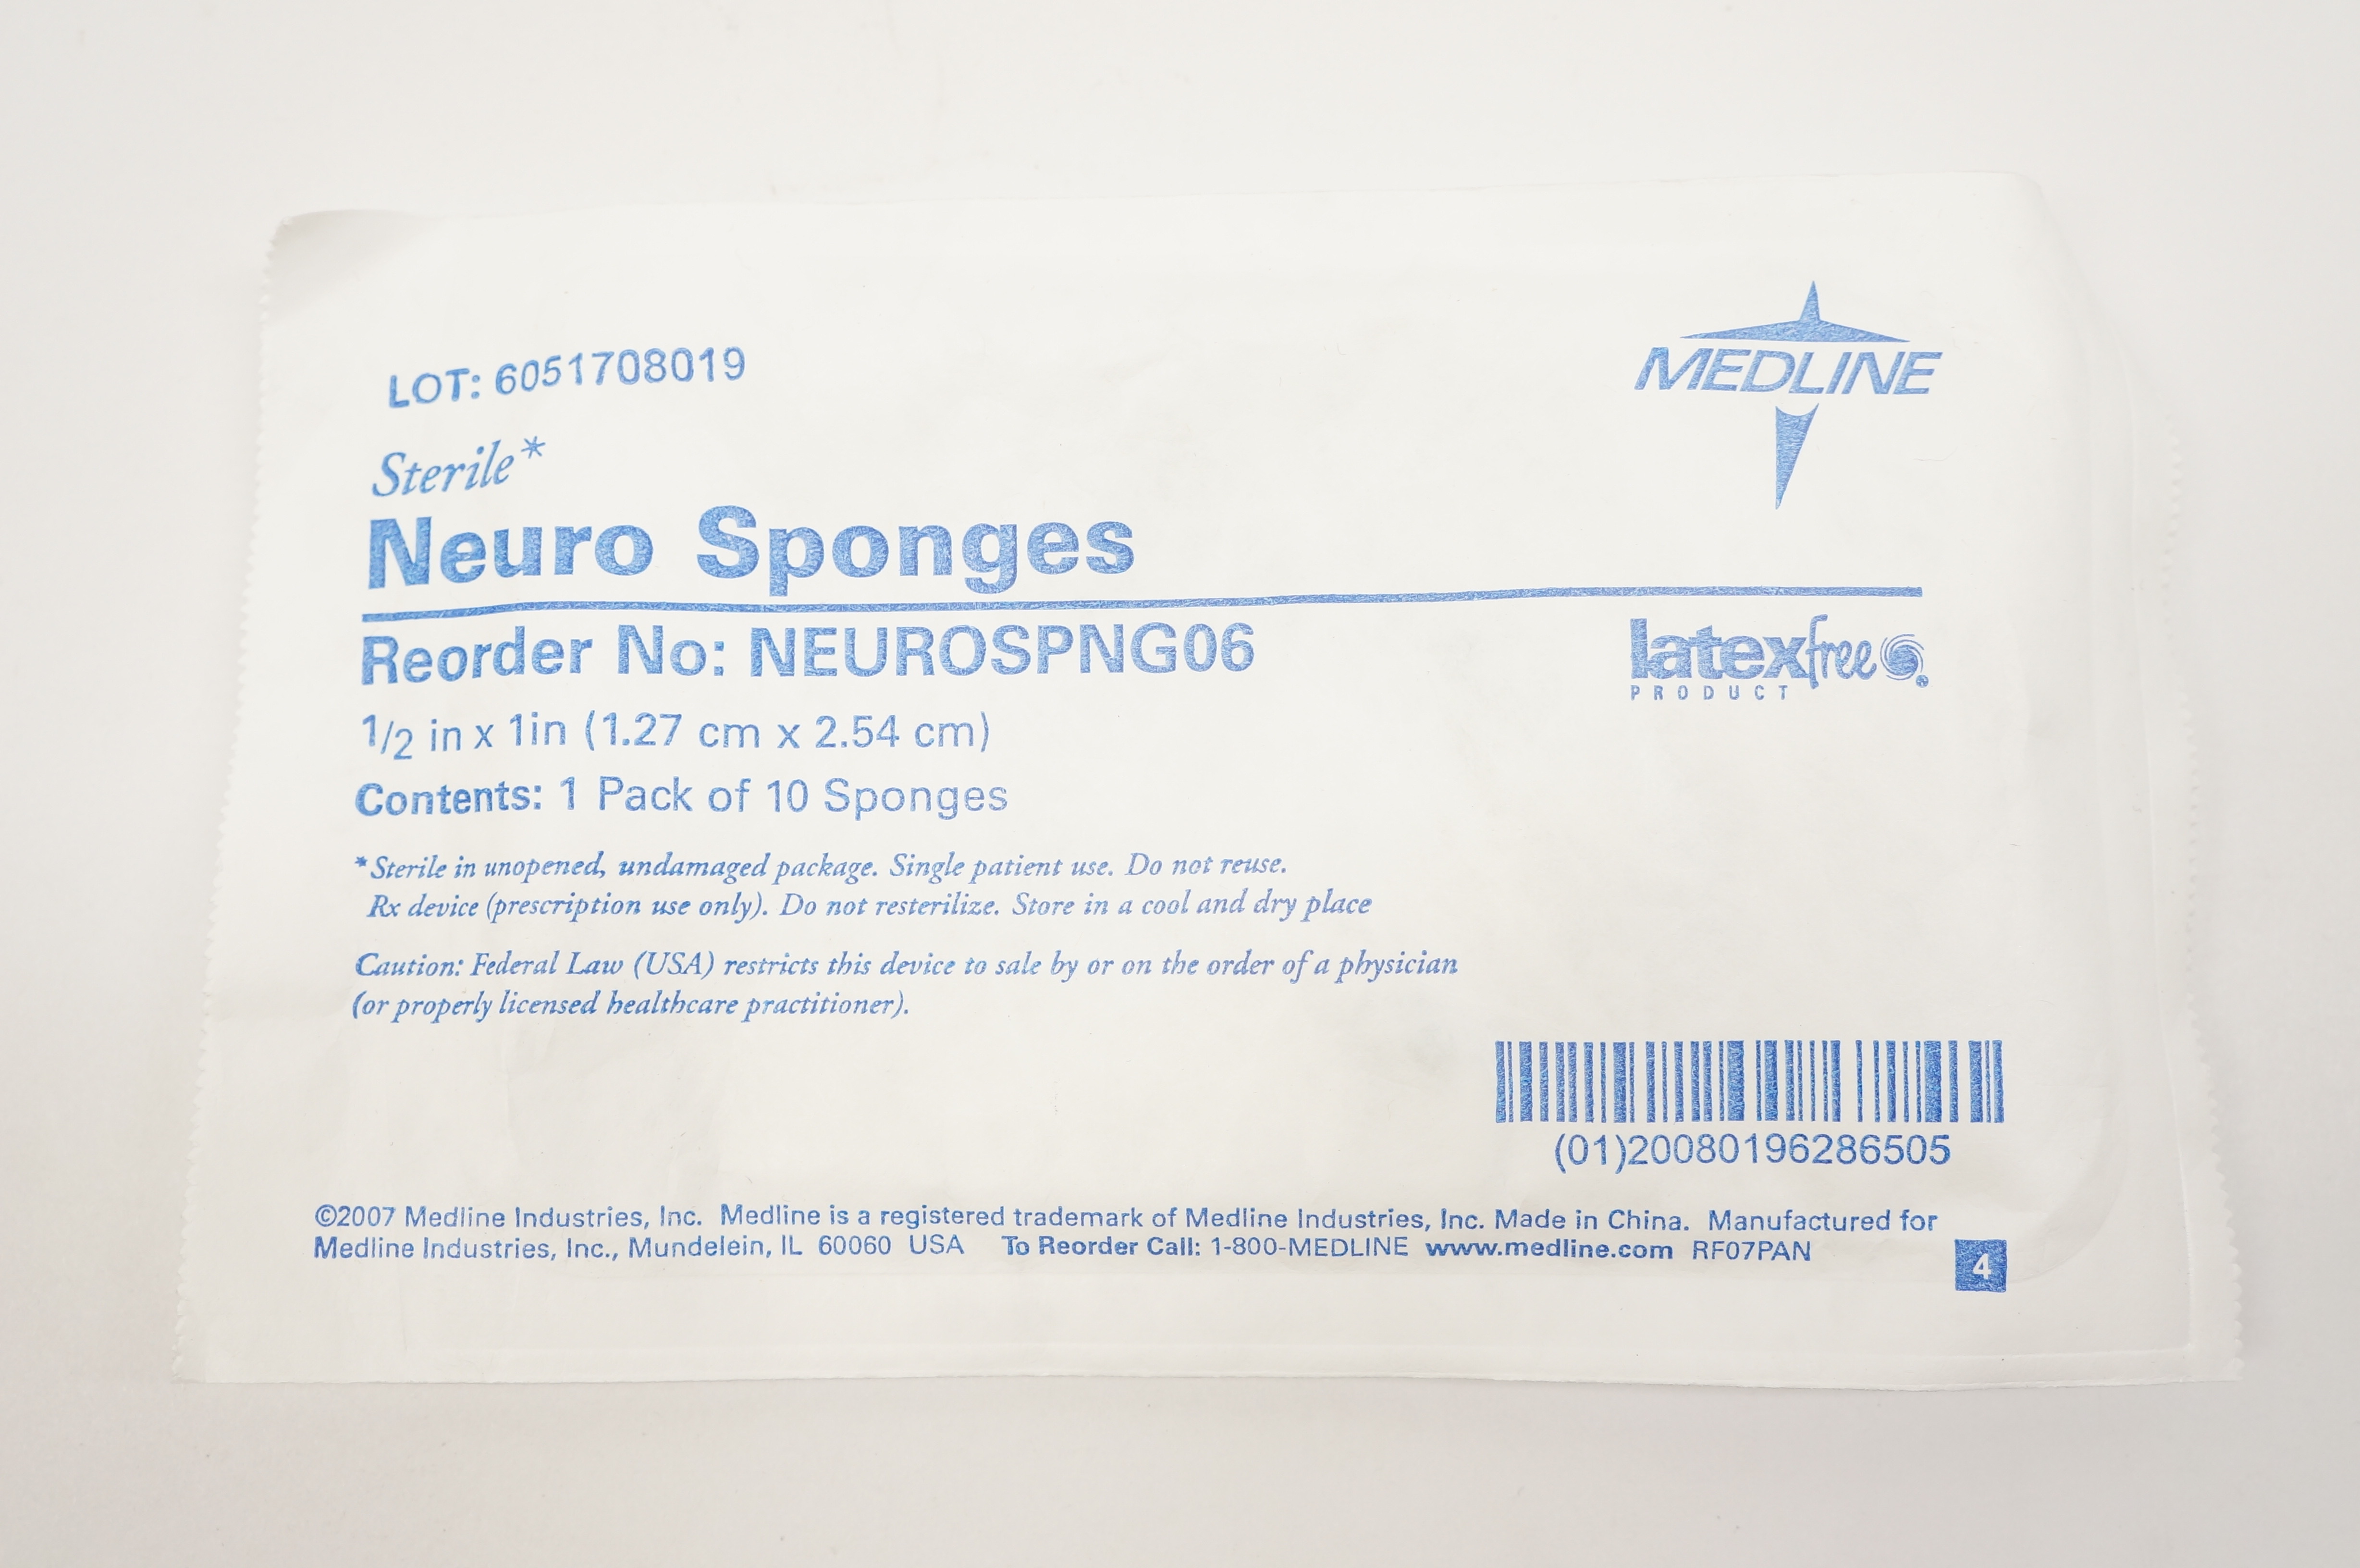 LOT: 6051708019
MEDLINE
Sterile*
Neuro Sponges
Reorder No: NEUROSPNG06
latexfree®
PRODUCT
1/2 in x 1in (1.27 cm x 2.54 cm)
Contents: 1 Pack of 10 Sponges
*Sterile in unopened, undamaged package. Single patient use. Do not reuse.
Rx device (prescription use only). Do not resterilize. Store in a cool and dry place
Caution: Federal Law (USA) restricts this device to sale by or on the order of a physician
(or properly licensed healthcare practitioner).
(01)20080196286505
©2007 Medline Industries, Inc. Medline is a registered trademark of Medline Industries, Inc. Made in China. Manufactured for
Medline Industries, Inc., Mundelein, IL 60060 USA To Reorder Call: 1-800-MEDLINE www.medline.com RF07PAN
4